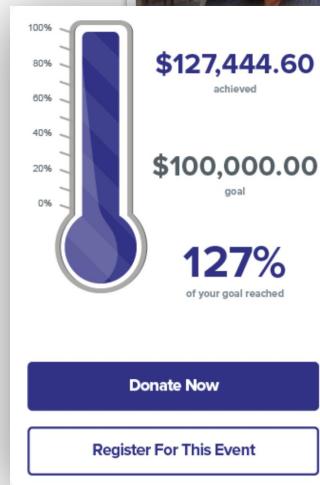 100%
80%
60%
40%
20%
0%
$127,444.60
achieved
$100,000.00
goal
127%
of your goal reached
Donate Now
Register For This Event